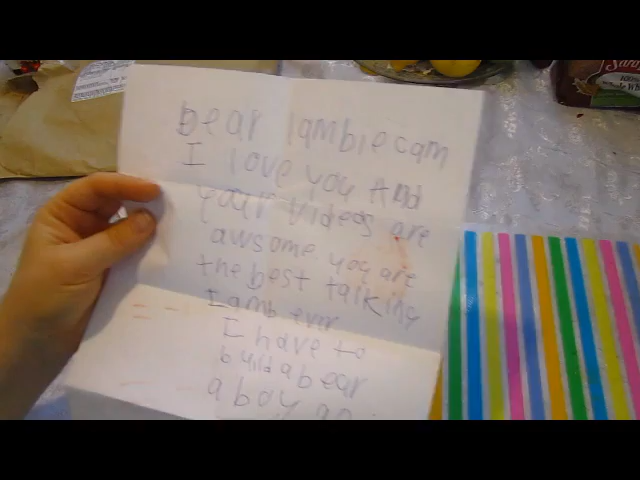 Dear lambiecam
I love you And
your videos are
awsome you are
the best talking
Lamb ever
I have to
build a bear
a boy an